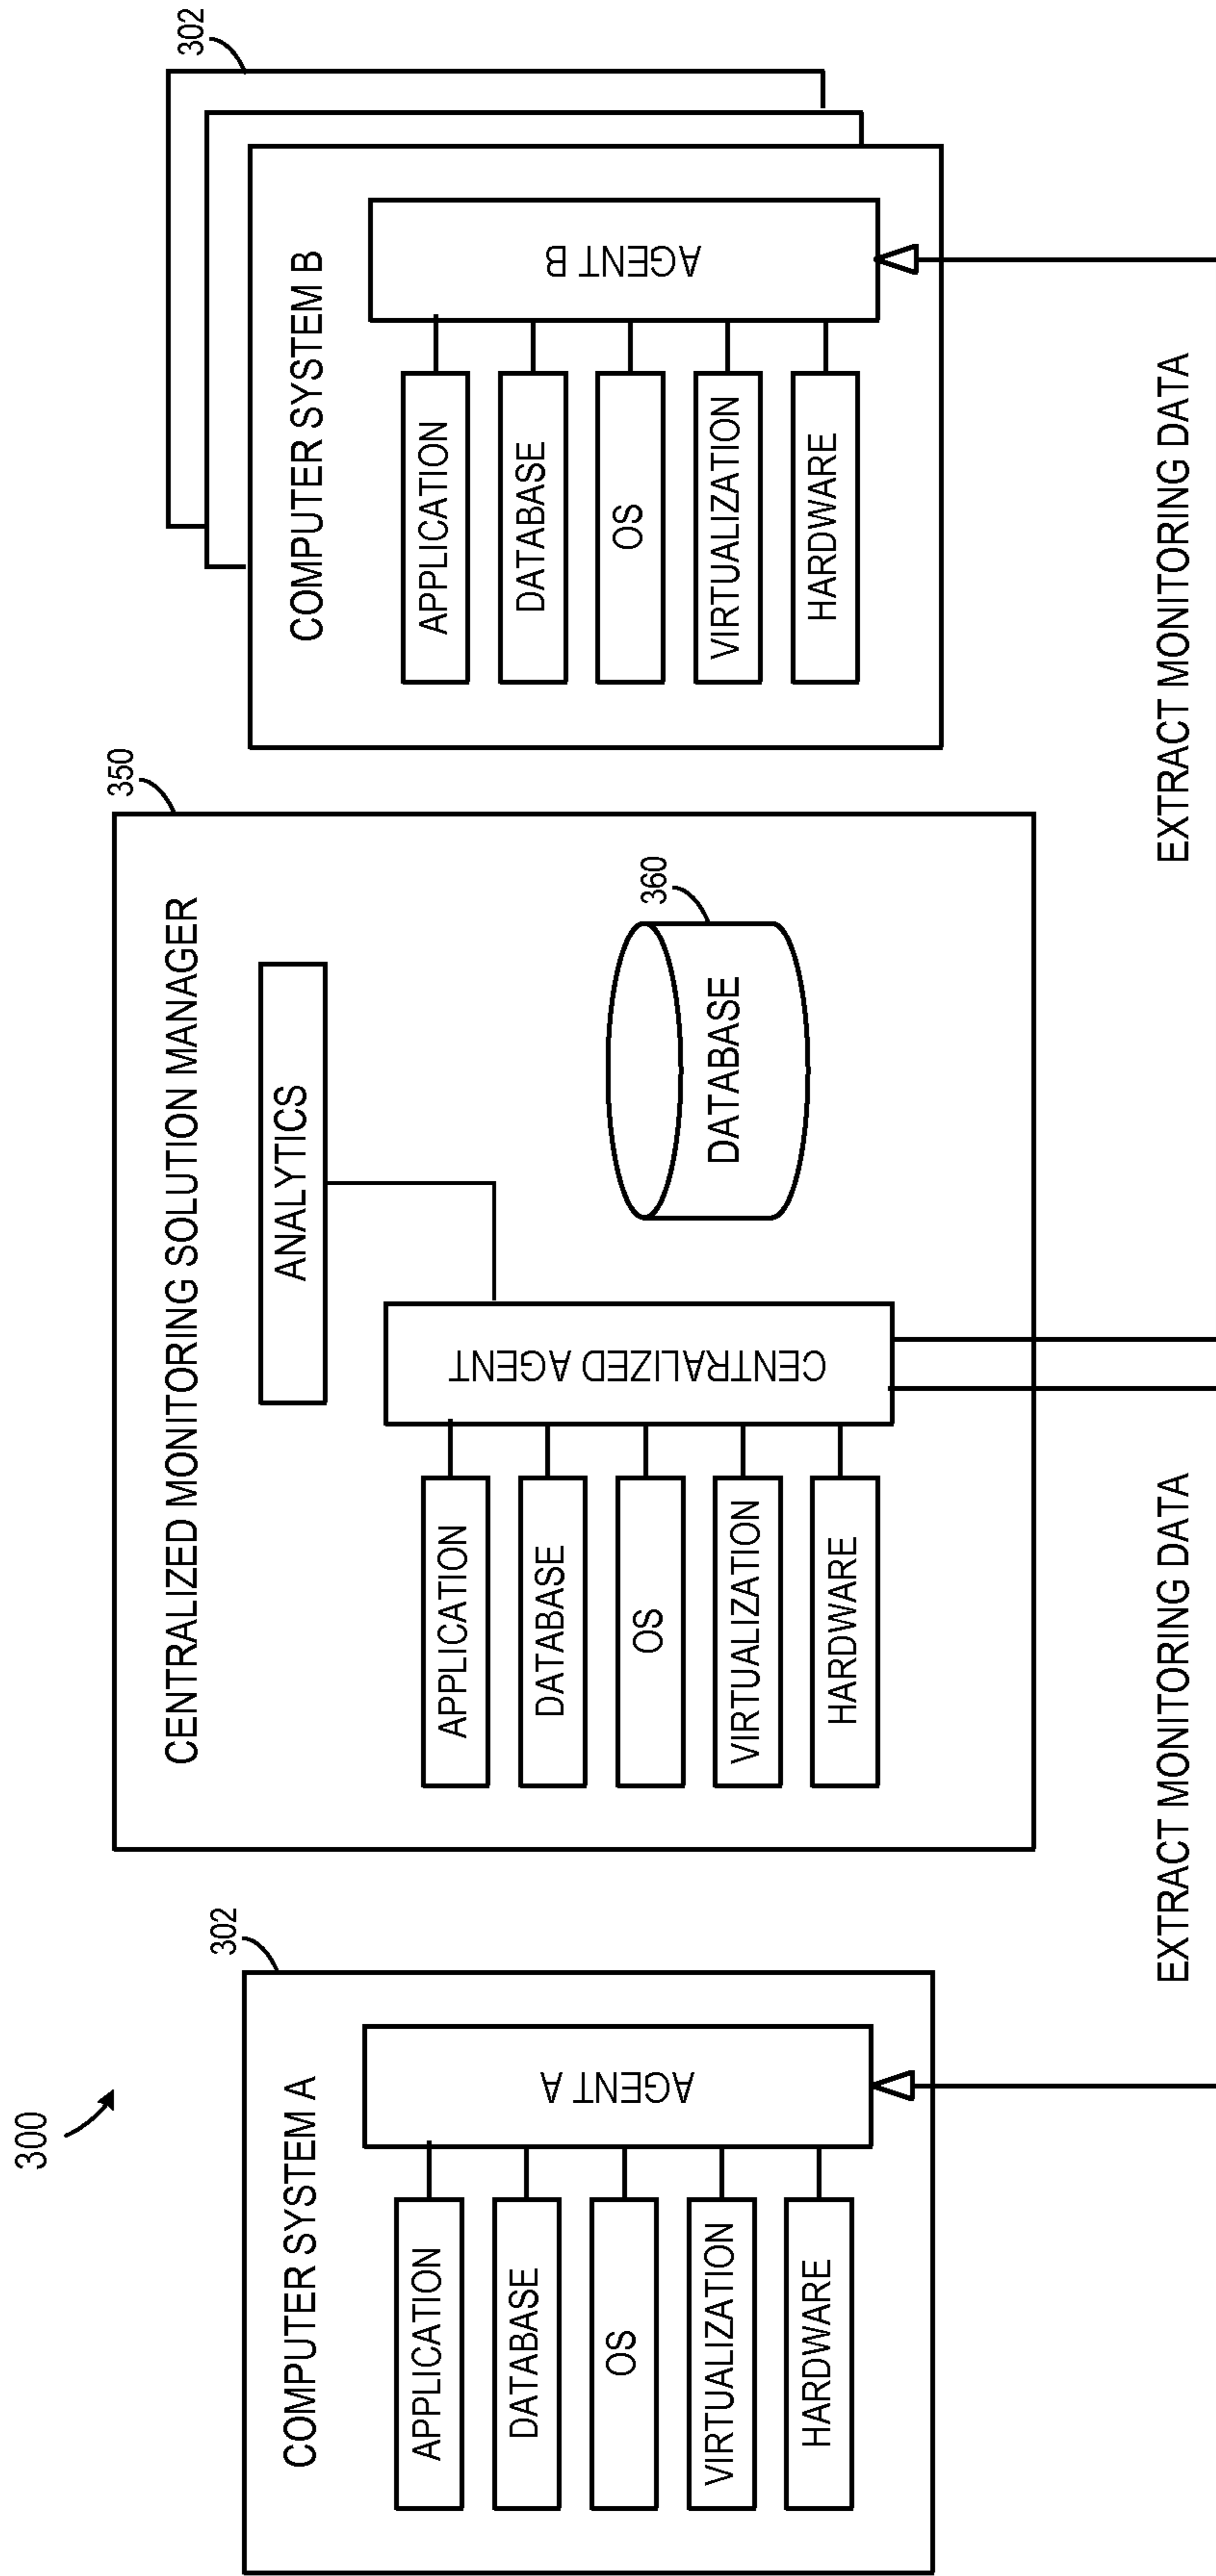 300
302
COMPUTER SYSTEM A
APPLICATION
DATABASE
OS
VIRTUALIZATION
HARDWARE
AGENT A
350
CENTRALIZED MONITORING SOLUTION MANAGER
ANALYTICS
APPLICATION
DATABASE
OS
VIRTUALIZATION
HARDWARE
CENTRALIZED AGENT
360
DATABASE
302
COMPUTER SYSTEM B
APPLICATION
DATABASE
OS
VIRTUALIZATION
HARDWARE
AGENT B
EXTRACT MONITORING DATA
EXTRACT MONITORING DATA